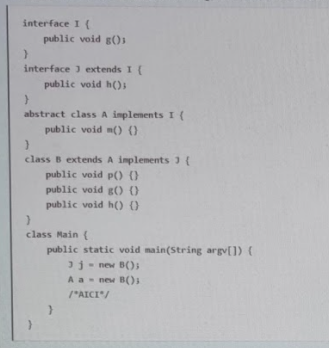 interface I {
    public void g();
}
interface J extends I {
    public void h();
}
abstract class A implements I {
    public void m() {}
}
class B extends A implements J {
    public void p() {}
    public void g() {}
    public void h() {}
}
class Main {
    public static void main(String argv[]) {
        J j = new B();
        A a = new B();
        /*AICI*/
    }
}